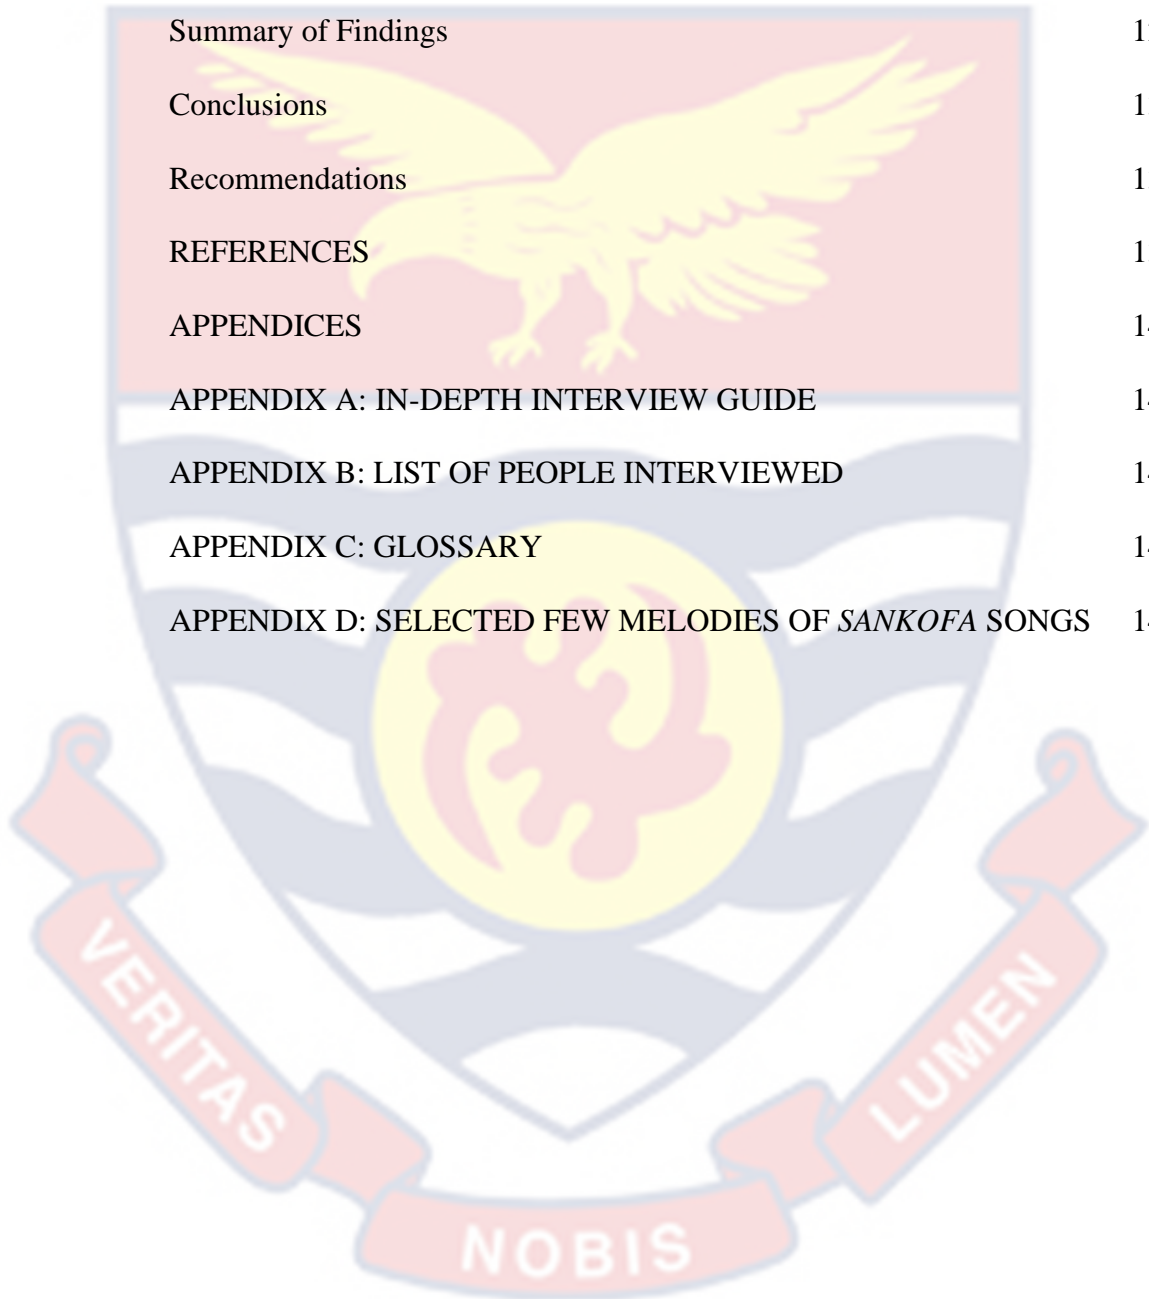 Summary of Findings
Conclusions
Recommendations
REFERENCES
APPENDICES
APPENDIX A: IN-DEPTH INTERVIEW GUIDE
APPENDIX B: LIST OF PEOPLE INTERVIEWED
APPENDIX C: GLOSSARY
APPENDIX D: SELECTED FEW MELODIES OF SANKOFA SONGS
VERITAS
NOBIS
LUMEN